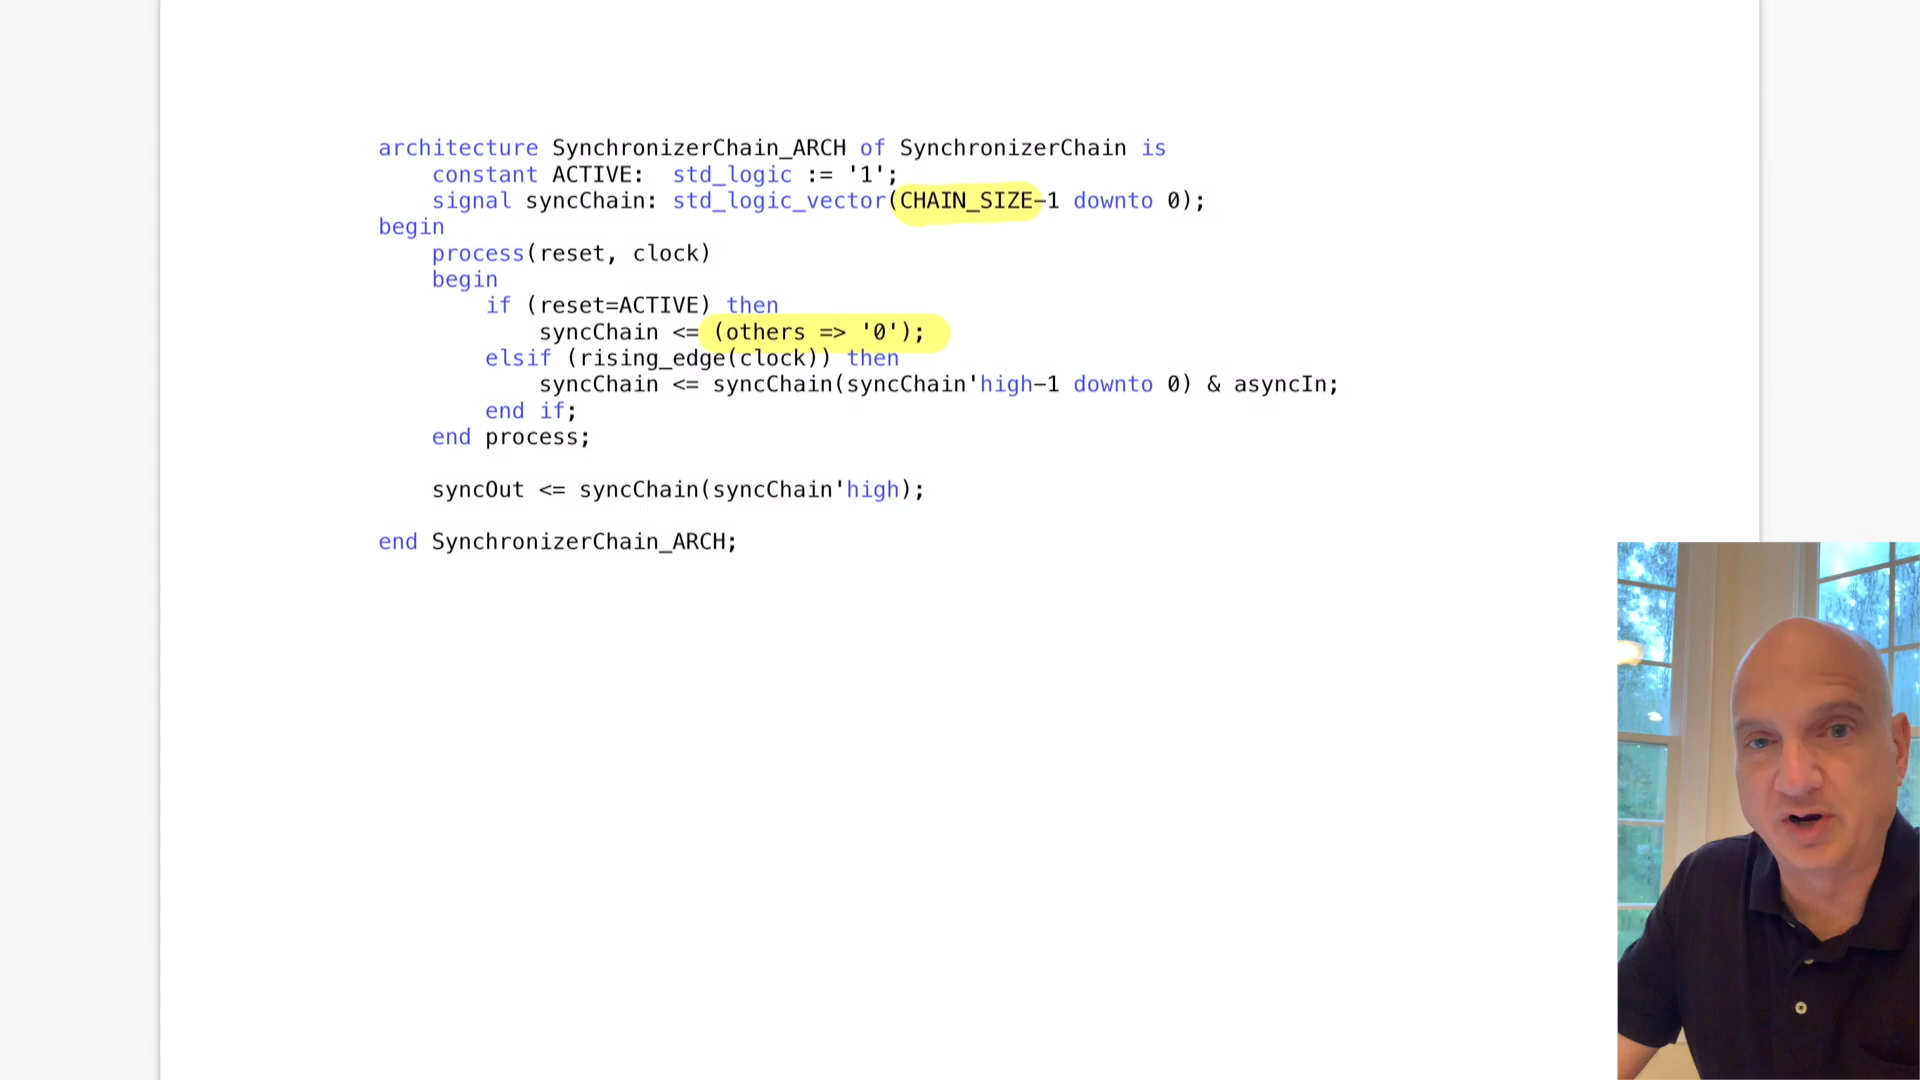 architecture SynchronizerChain_ARCH of SynchronizerChain is
    constant ACTIVE:  std_logic := '1';
    signal syncChain: std_logic_vector(CHAIN_SIZE-1 downto 0);
begin
    process(reset, clock)
    begin
        if (reset=ACTIVE) then
            syncChain <= (others => '0');
        elsif (rising_edge(clock)) then
            syncChain <= syncChain(syncChain'high-1 downto 0) & asyncIn;
        end if;
    end process;

    syncOut <= syncChain(syncChain'high);

end SynchronizerChain_ARCH;